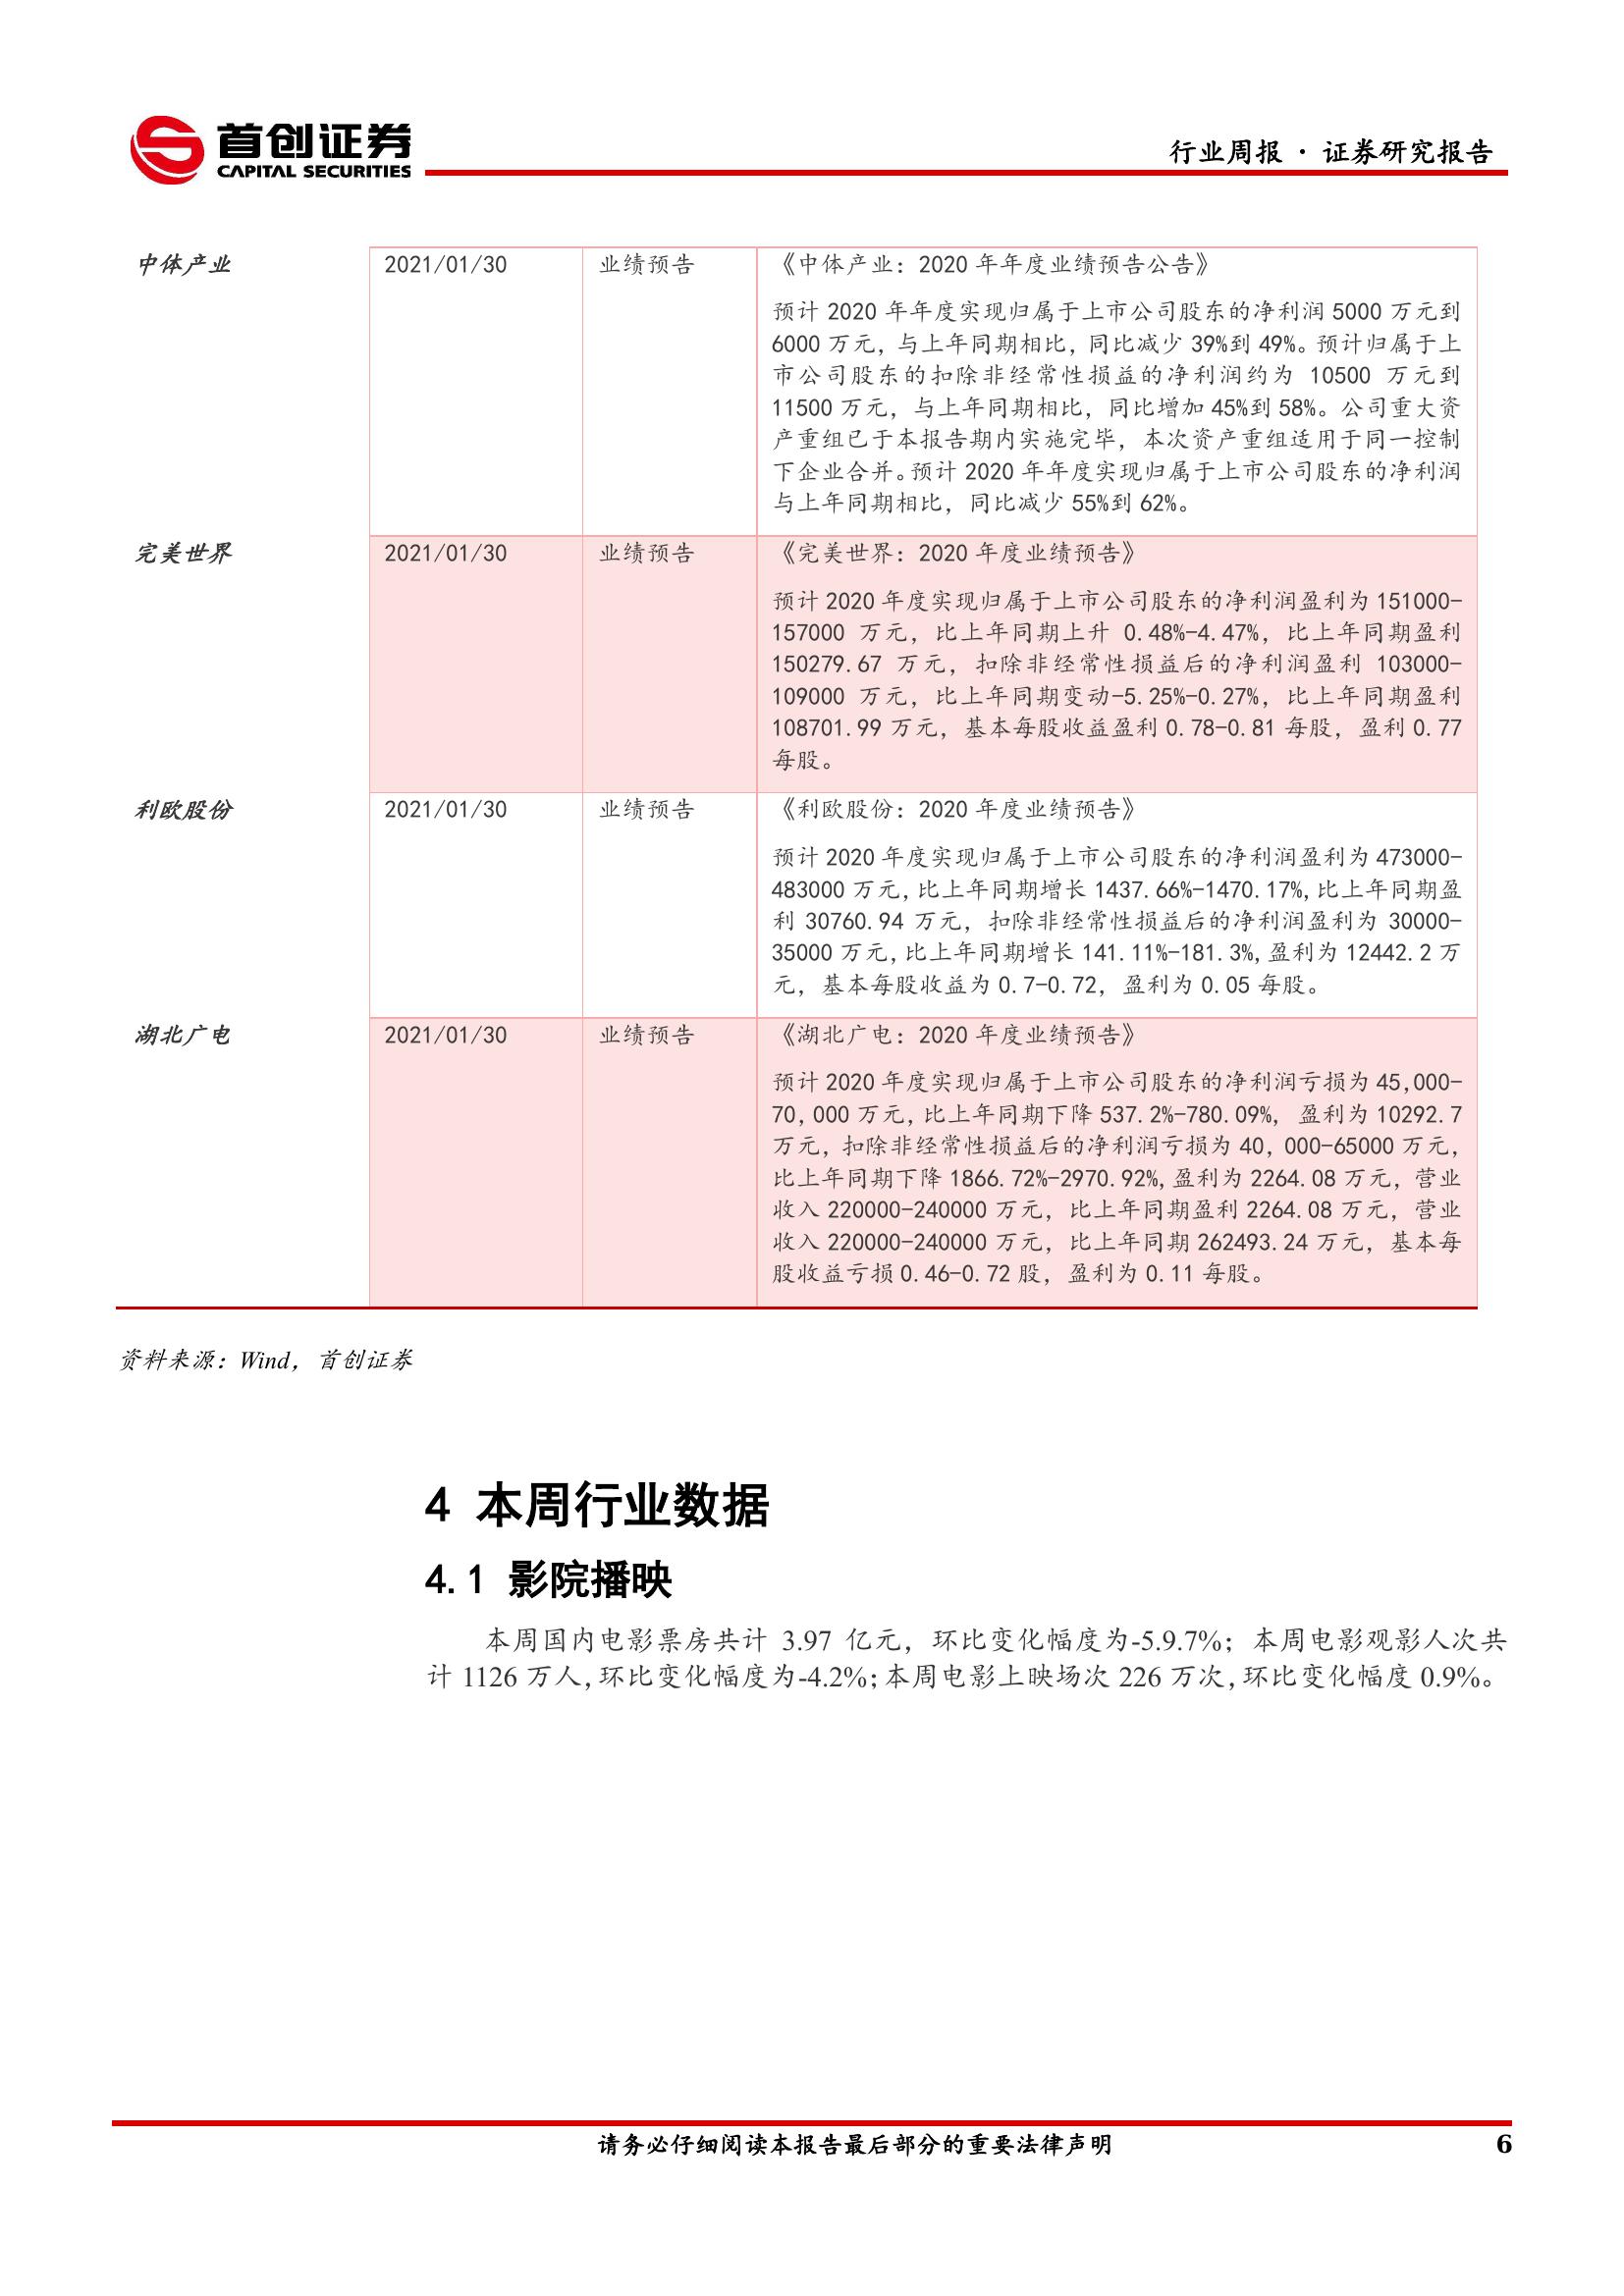 首创证券
CAPITAL SECURITIES
行业周报 · 证券研究报告
中体产业 2021/01/30 业绩预告 《中体产业：2020 年年度业绩预告公告》
预计 2020 年年度实现归属于上市公司股东的净利润 5000 万元到
6000 万元，与上年同期相比，同比减少 39%到 49%。预计归属于上
市公司股东的扣除非经常性损益的净利润约为 10500 万元到
11500 万元，与上年同期相比，同比增加 45%到 58%。公司重大资
产重组已于本报告期内实施完毕，本次资产重组适用于同一控制
下企业合并。预计 2020 年年度实现归属于上市公司股东的净利润
与上年同期相比，同比减少 55%到 62%。
完美世界 2021/01/30 业绩预告 《完美世界：2020 年度业绩预告》
预计 2020 年度实现归属于上市公司股东的净利润盈利为 151000-
157000 万元，比上年同期上升 0.48%-4.47%，比上年同期盈利
150279.67 万元，扣除非经常性损益后的净利润盈利 103000-
109000 万元，比上年同期变动-5.25%-0.27%，比上年同期盈利
108701.99 万元，基本每股收益盈利 0.78-0.81 每股，盈利 0.77
每股。
利欧股份 2021/01/30 业绩预告 《利欧股份：2020 年度业绩预告》
预计 2020 年度实现归属于上市公司股东的净利润盈利为 473000-
483000 万元,比上年同期增长 1437.66%-1470.17%,比上年同期盈
利 30760.94 万元，扣除非经常性损益后的净利润盈利为 30000-
35000 万元,比上年同期增长 141.11%-181.3%,盈利为 12442.2 万
元，基本每股收益为 0.7-0.72，盈利为 0.05 每股。
湖北广电 2021/01/30 业绩预告 《湖北广电：2020 年度业绩预告》
预计 2020 年度实现归属于上市公司股东的净利润亏损为 45,000-
70,000 万元,比上年同期下降 537.2%-780.09%, 盈利为 10292.7
万元，扣除非经常性损益后的净利润亏损为 40, 000-65000 万元，
比上年同期下降 1866.72%-2970.92%,盈利为 2264.08 万元，营业
收入 220000-240000 万元，比上年同期盈利 2264.08 万元，营业
收入 220000-240000 万元，比上年同期 262493.24 万元，基本每
股收益亏损 0.46-0.72 股，盈利为 0.11 每股。
资料来源：Wind，首创证券
4 本周行业数据
4.1 影院播映
本周国内电影票房共计 3.97 亿元，环比变化幅度为-5.9.7%；本周电影观影人次共
计 1126 万人,环比变化幅度为-4.2%;本周电影上映场次 226 万次,环比变化幅度 0.9%。
请务必仔细阅读本报告最后部分的重要法律声明 6